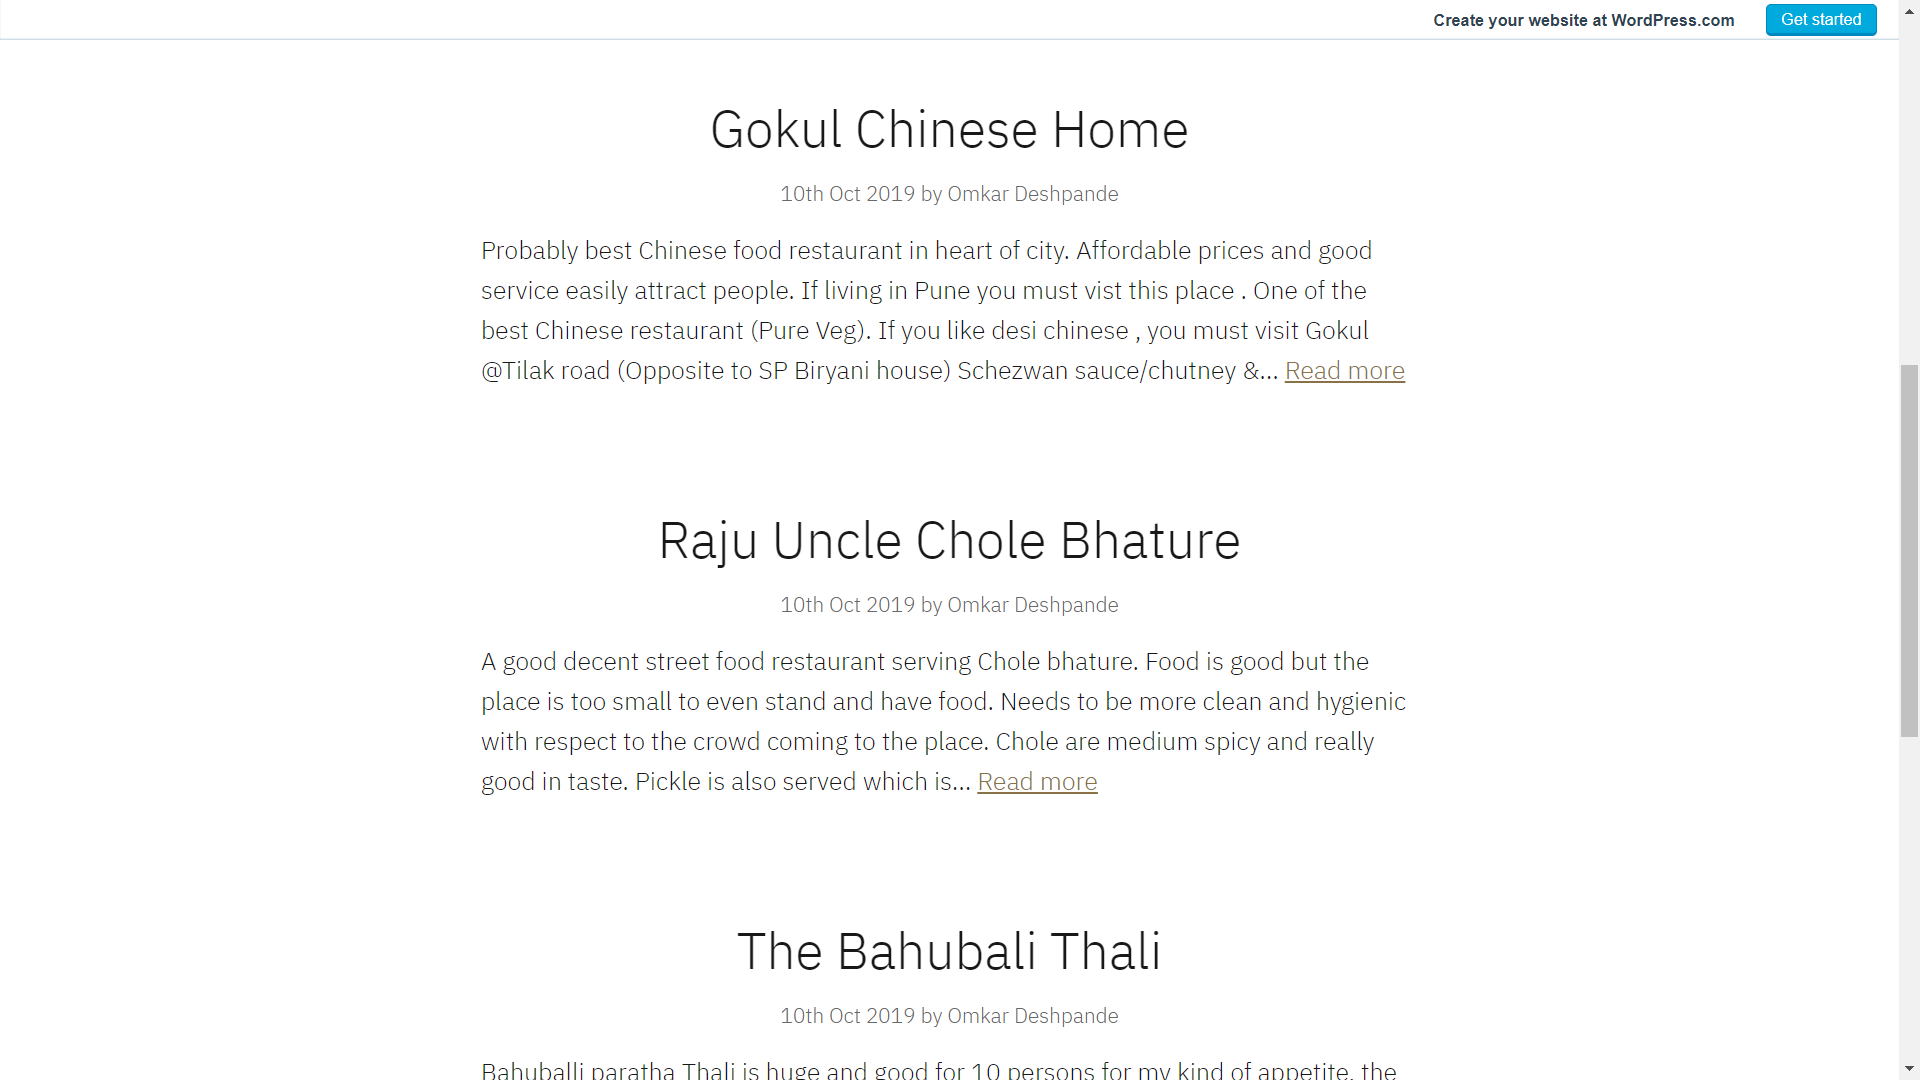 Create your website at WordPress.com
Get started
Gokul Chinese Home
10th Oct 2019 by Omkar Deshpande
Probably best Chinese food restaurant in heart of city. Affordable prices and good
service easily attract people. If living in Pune you must vist this place . One of the
best Chinese restaurant (Pure Veg). If you like desi chinese , you must visit Gokul
@Tilak road (Opposite to SP Biryani house) Schezwan sauce/chutney &… Read more
Raju Uncle Chole Bhature
10th Oct 2019 by Omkar Deshpande
A good decent street food restaurant serving Chole bhature. Food is good but the
place is too small to even stand and have food. Needs to be more clean and hygienic
with respect to the crowd coming to the place. Chole are medium spicy and really
good in taste. Pickle is also served which is… Read more
The Bahubali Thali
10th Oct 2019 by Omkar Deshpande
Bahuballi paratha Thali is huge and good for 10 persons for my kind of appetite. the